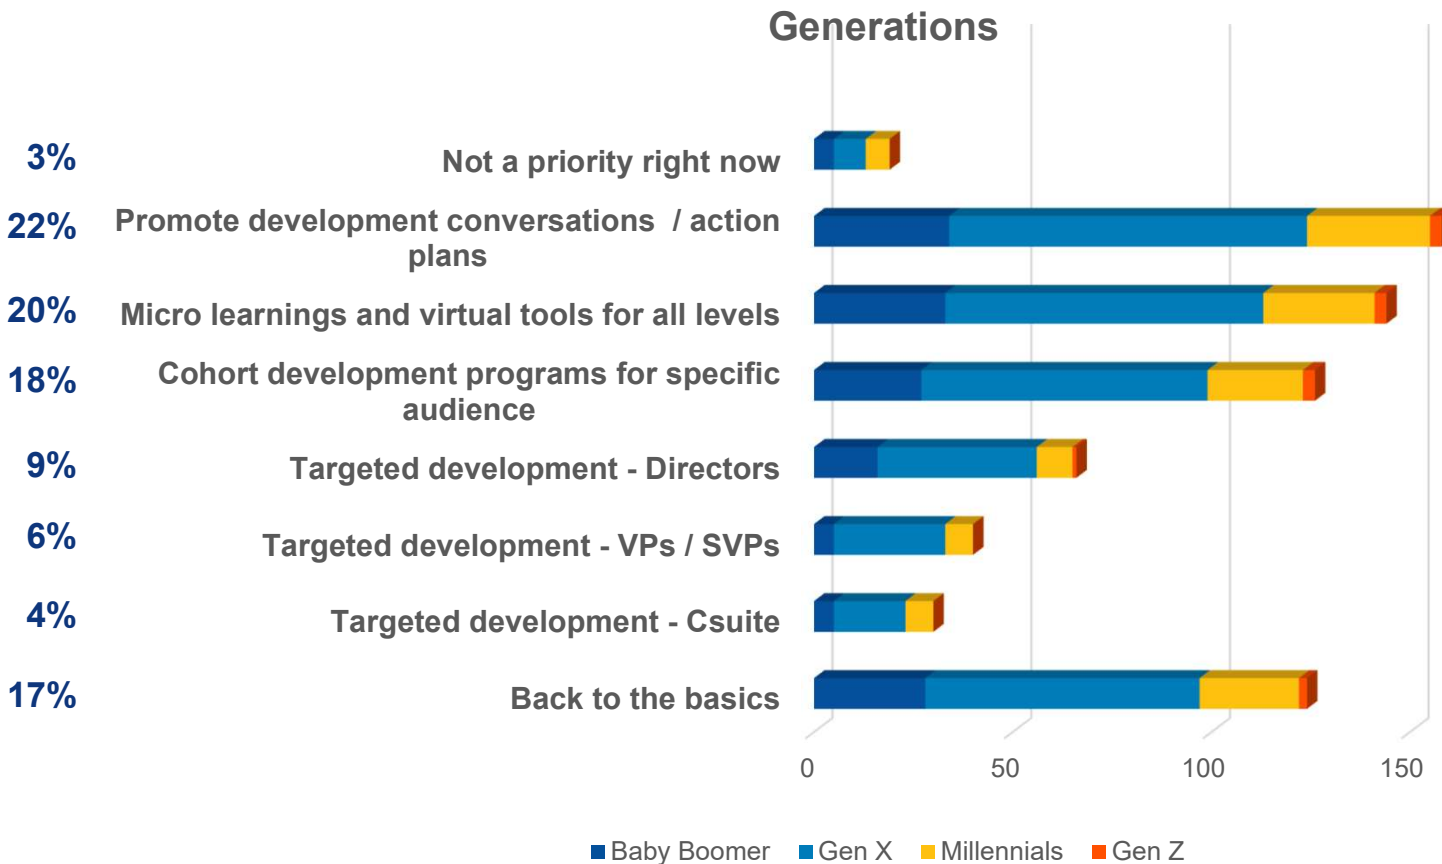 Generations
3% Not a priority right now
22% Promote development conversations / action
plans
20% Micro learnings and virtual tools for all levels
18% Cohort development programs for specific
audience
9% Targeted development - Directors
6% Targeted development - VPs / SVPs
4% Targeted development - Csuite
17% Back to the basics
0 50 100 150
Baby Boomer Gen X Millennials Gen Z